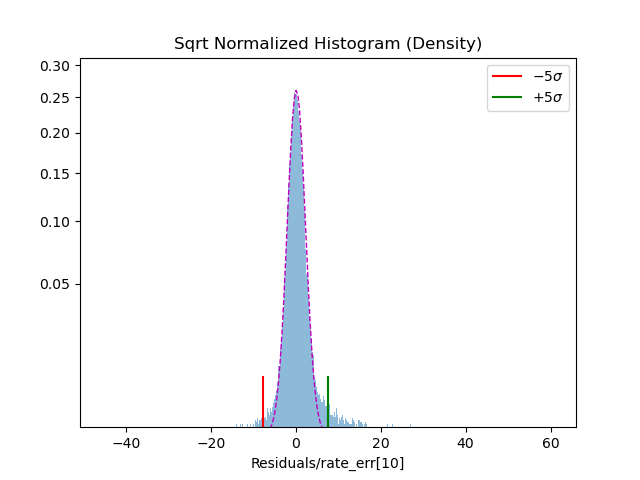 Sqrt Normalized Histogram (Density)
−5σ
+5σ
0.30
0.25
0.20
0.15
0.10
0.05
−40 −20 0 20 40 60
Residuals/rate_err[10]